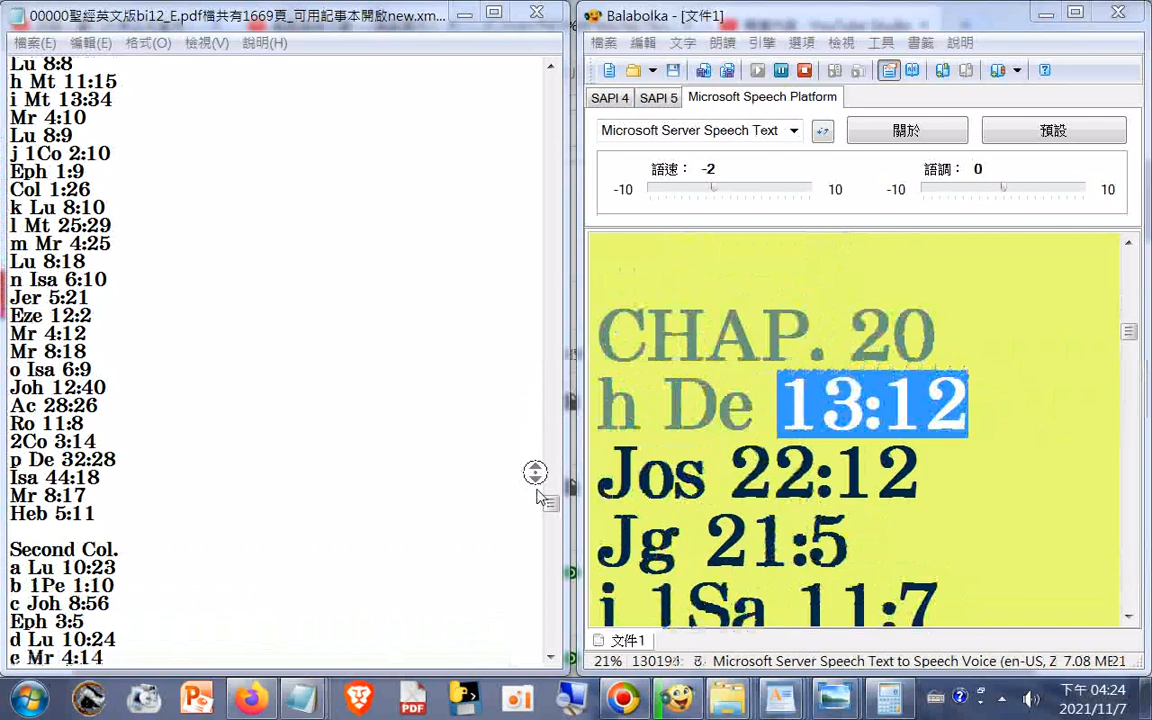 00000聖經英文版bi12_E.pdf檔共有1669頁_可用記事本開啟new.xm...
檔案(E) 編輯(E) 格式(O) 檢視(V) 說明(H)
Lu 8:8
h Mt 11:15
i Mt 13:34
Mr 4:10
Lu 8:9
j 1Co 2:10
Eph 1:9
Col 1:26
k Lu 8:10
l Mt 25:29
m Mr 4:25
Lu 8:18
n Isa 6:10
Jer 5:21
Eze 12:2
Mr 4:12
Mr 8:18
o Isa 6:9
Joh 12:40
Ac 28:26
Ro 11:8
2Co 3:14
p De 32:28
Isa 44:18
Mr 8:17
Heb 5:11
Second Col.
a Lu 10:23
b 1Pe 1:10
c Joh 8:56
Eph 3:5
d Lu 10:24
e Mr 4:14
Balabolka - [文件1]
檔案 編輯 文字 朗讀 引擎 選項 檢視 工具 書籤 說明
SAPI 4 SAPI 5 Microsoft Speech Platform
Microsoft Server Speech Text 關於 預設
語速： -2 語調： 0
-10 10 -10 10
CHAP. 20
h De 13:12
Jos 22:12
Jg 21:5
i 1Sa 11:7
文件1
21% Microsoft Server Speech Text to Speech Voice (en-US, Z 7.08 ME21
PDF
下午 04:24
2021/11/7